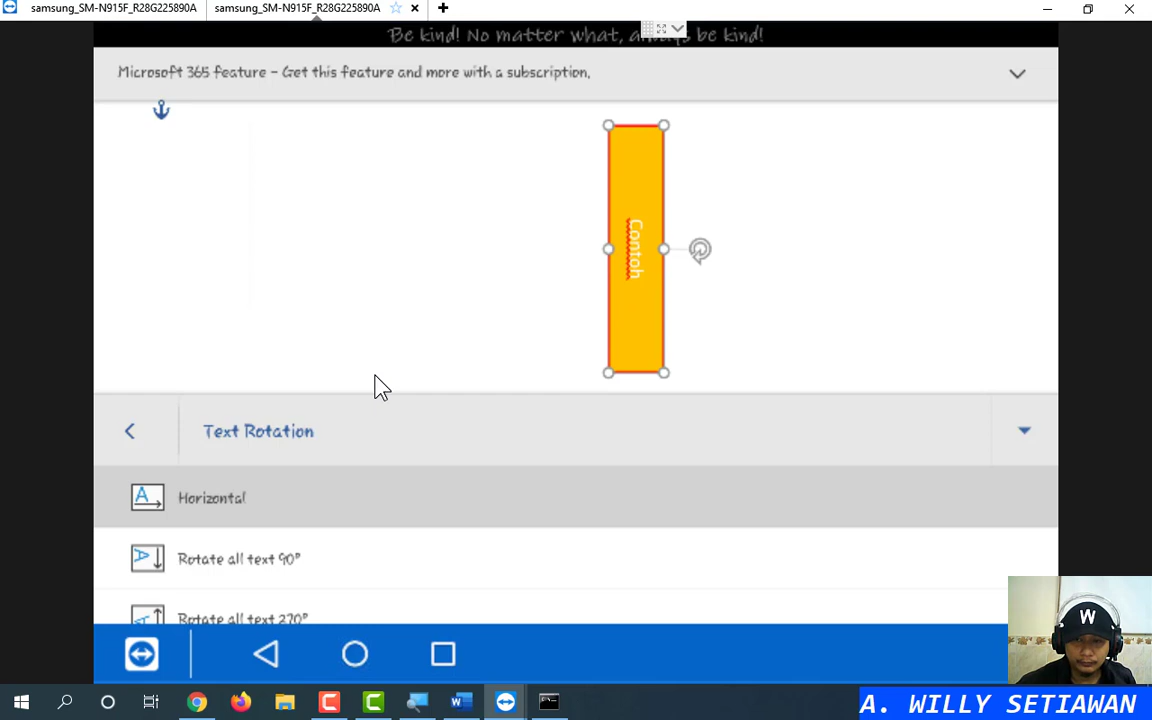 samsung_SM-N915F_R28G225890A
samsung_SM-N915F_R28G225890A
Be kind! No matter what, always be kind!
Microsoft 365 feature - Get this feature and more with a subscription.
Contoh
Text Rotation
A Horizontal
A Rotate all text 90°
A Rotate all text 270°
W
A. WILLY SETIAWAN